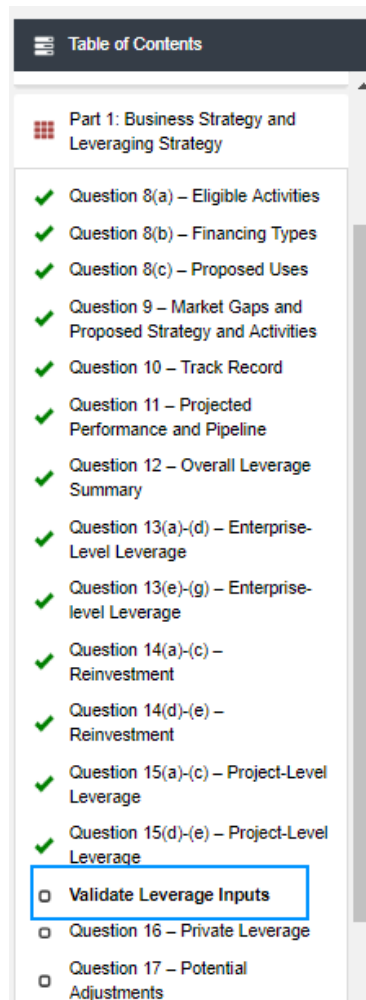 Table of Contents
Part 1: Business Strategy and
Leveraging Strategy
Question 8(a) – Eligible Activities
Question 8(b) – Financing Types
Question 8(c) – Proposed Uses
Question 9 – Market Gaps and
Proposed Strategy and Activities
Question 10 – Track Record
Question 11 – Projected
Performance and Pipeline
Question 12 – Overall Leverage
Summary
Question 13(a)-(d) – Enterprise-
Level Leverage
Question 13(e)-(g) – Enterprise-
level Leverage
Question 14(a)-(c) –
Reinvestment
Question 14(d)-(e) –
Reinvestment
Question 15(a)-(c) – Project-Level
Leverage
Question 15(d)-(e) – Project-Level
Leverage
Validate Leverage Inputs
Question 16 – Private Leverage
Question 17 – Potential
Adjustments